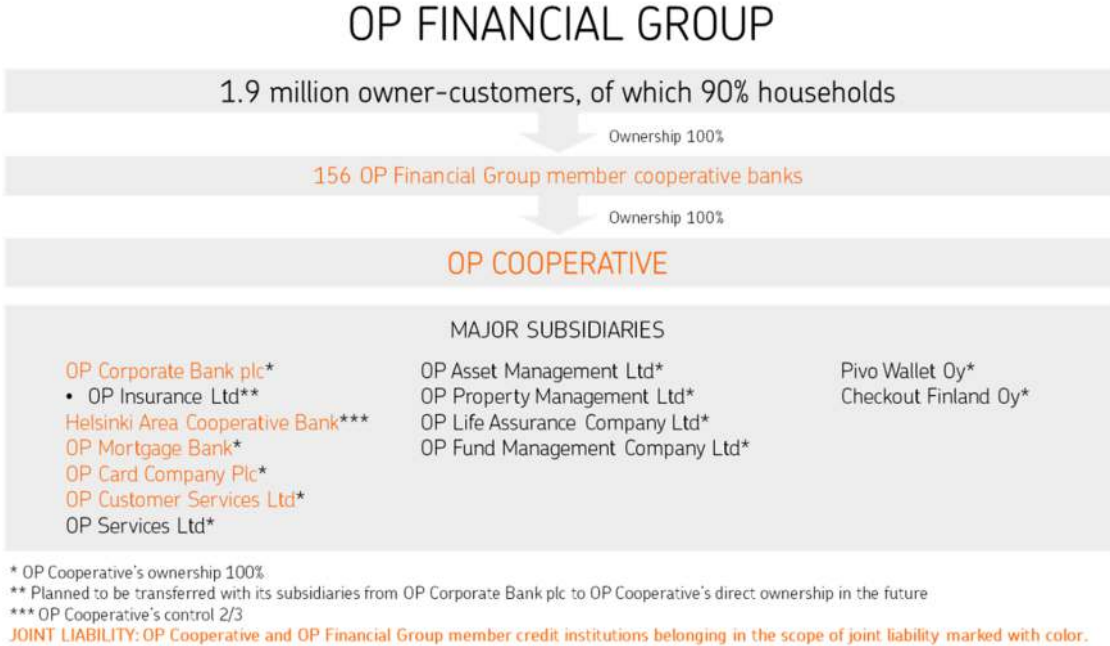 OP FINANCIAL GROUP
1.9 million owner-customers, of which 90% households
Ownership 100%
156 OP Financial Group member cooperative banks
Ownership 100%
OP COOPERATIVE
MAJOR SUBSIDIARIES
OP Corporate Bank plc*
• OP Insurance Ltd**
Helsinki Area Cooperative Bank***
OP Mortgage Bank*
OP Card Company Plc*
OP Customer Services Ltd*
OP Services Ltd*
OP Asset Management Ltd*
OP Property Management Ltd*
OP Life Assurance Company Ltd*
OP Fund Management Company Ltd*
Pivo Wallet Oy*
Checkout Finland Oy*
* OP Cooperative's ownership 100%
** Planned to be transferred with its subsidiaries from OP Corporate Bank plc to OP Cooperative's direct ownership in the future
*** OP Cooperative's control 2/3
JOINT LIABILITY: OP Cooperative and OP Financial Group member credit institutions belonging in the scope of joint liability marked with color.